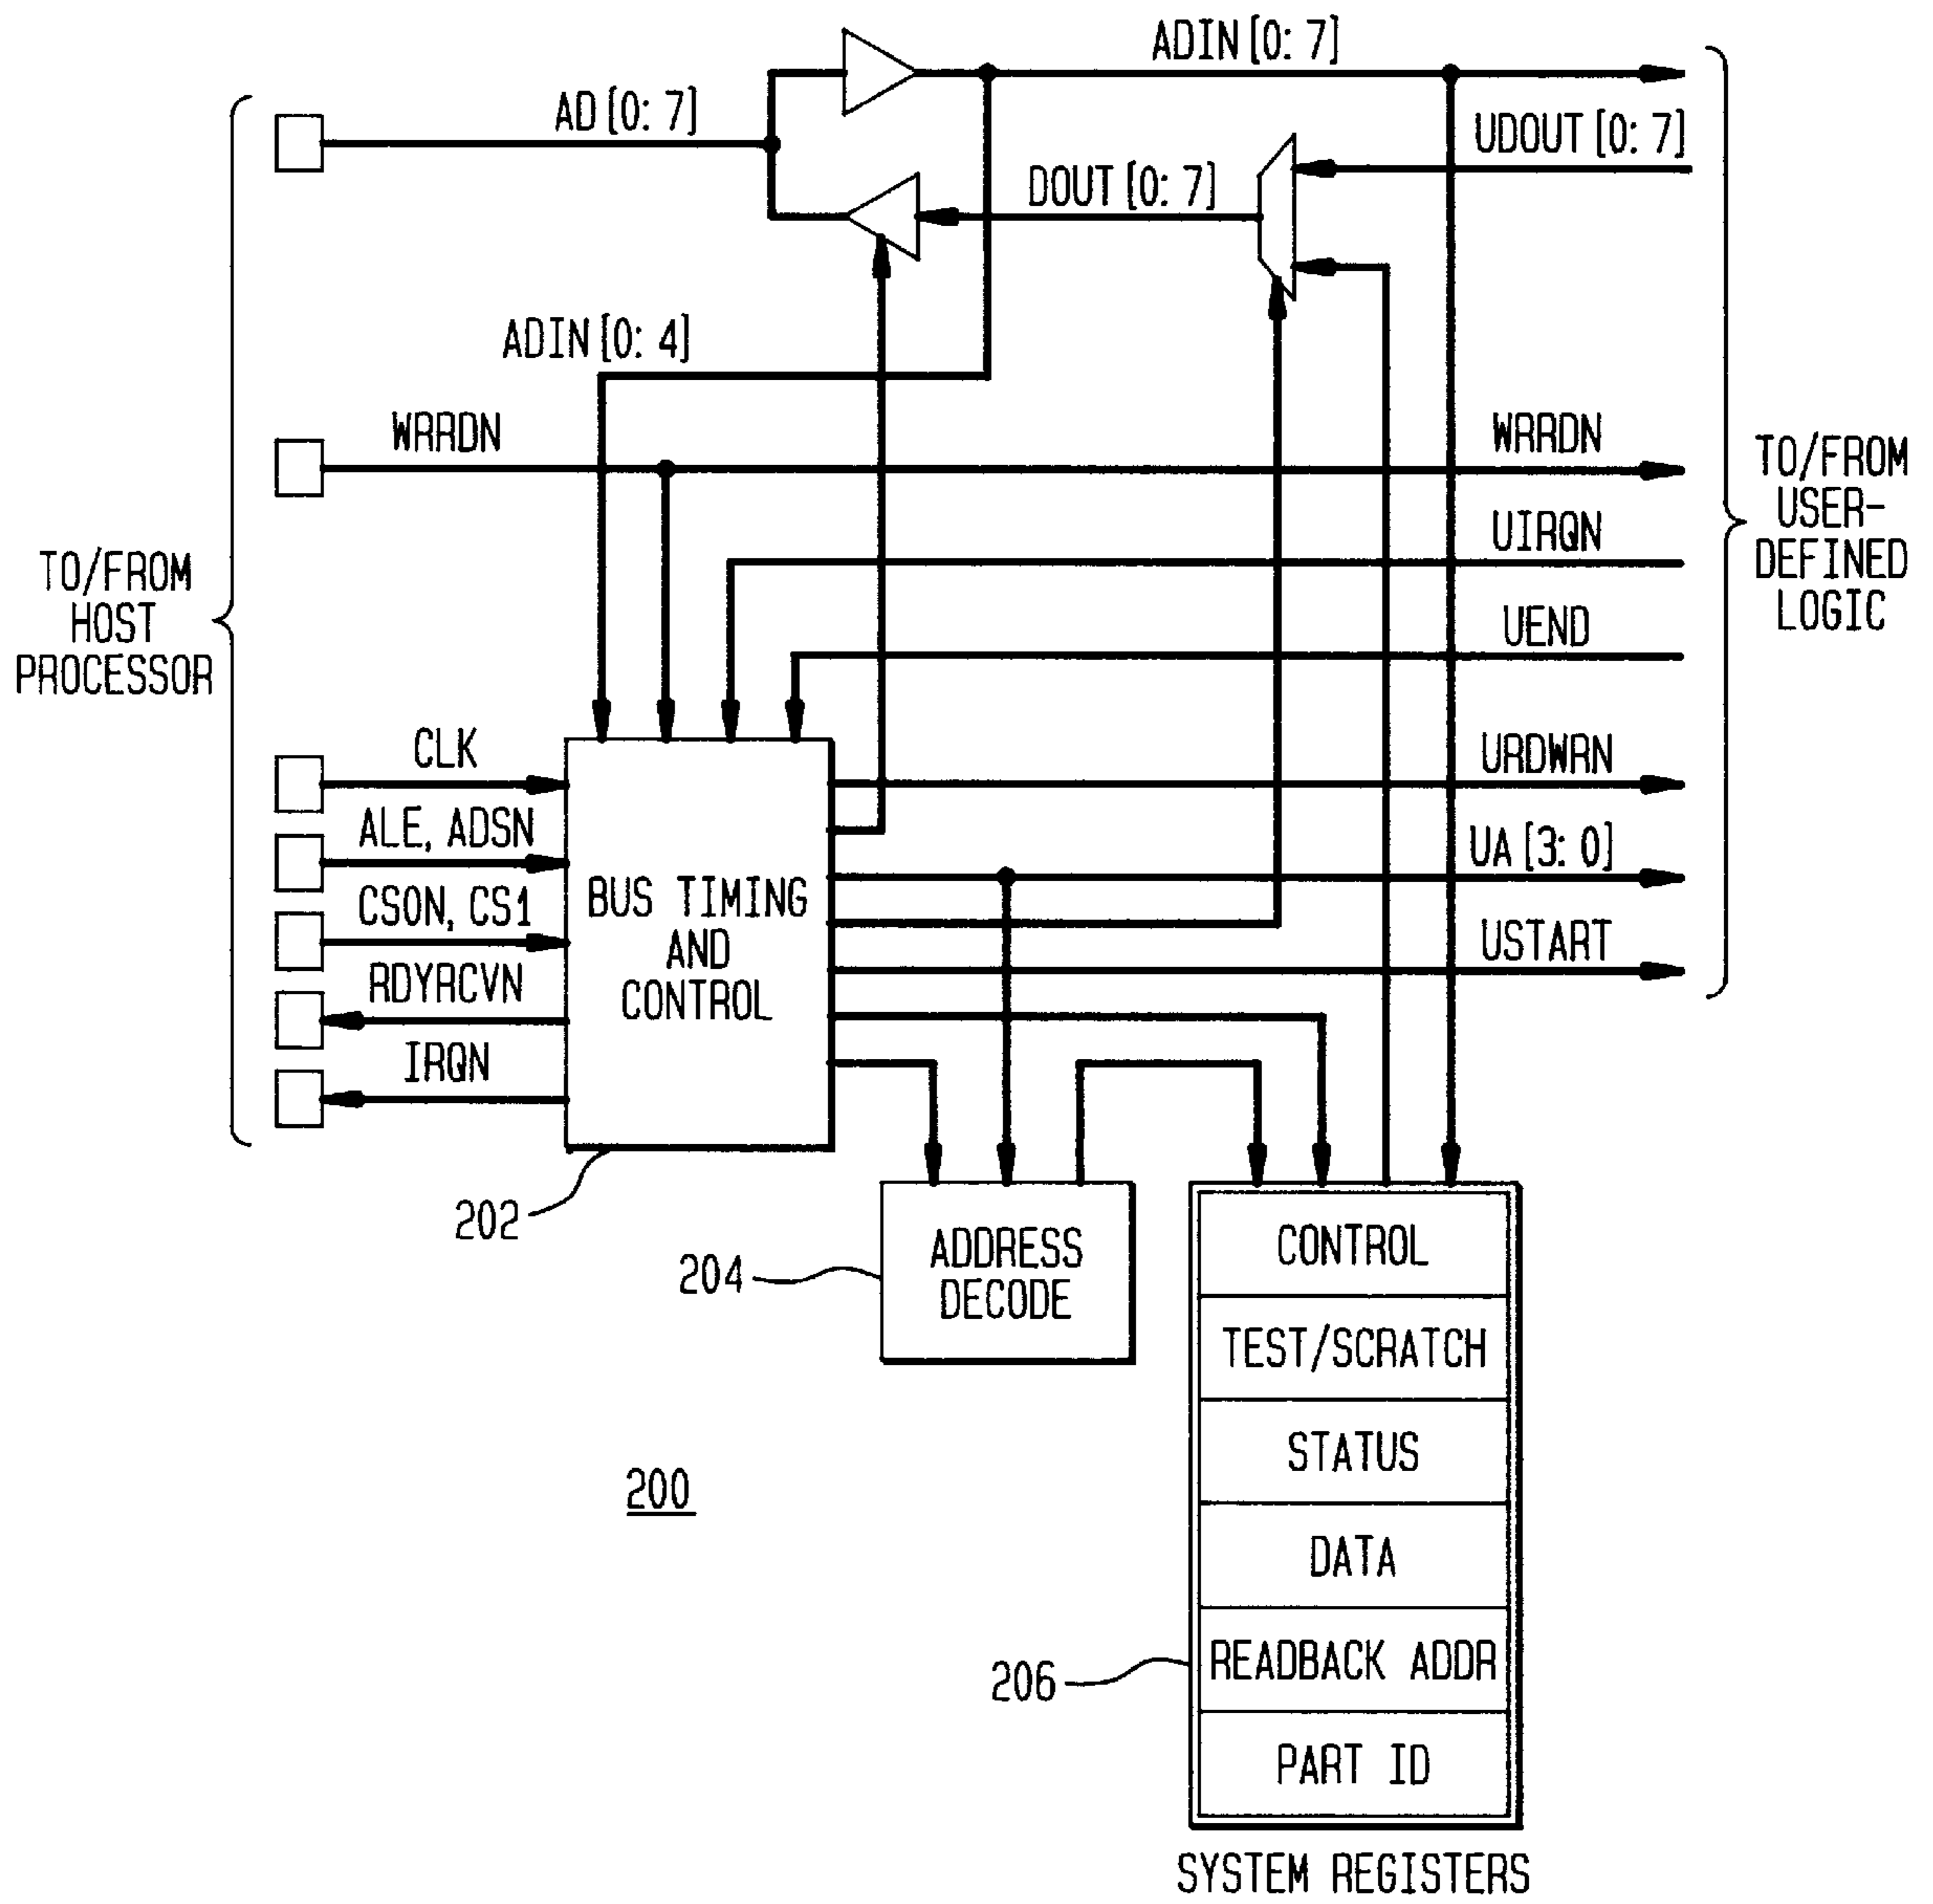 ADIN [0: 7]
AD [0: 7]
UDOUT [0: 7]
DOUT [0: 7]
ADIN [0: 4]
WRRDN
WRRDN
TO/FROM
USER-
DEFINED
LOGIC
UIRQN
TO/FROM
HOST
PROCESSOR
UEND
CLK
URDWRN
ALE, ADSN
UA [3: 0]
CS0N, CS1
BUS TIMING
AND
CONTROL
USTART
RDYRCVN
IRQN
202
204
ADDRESS
DECODE
CONTROL
TEST/SCRATCH
STATUS
200
DATA
206
READBACK ADDR
PART ID
SYSTEM REGISTERS